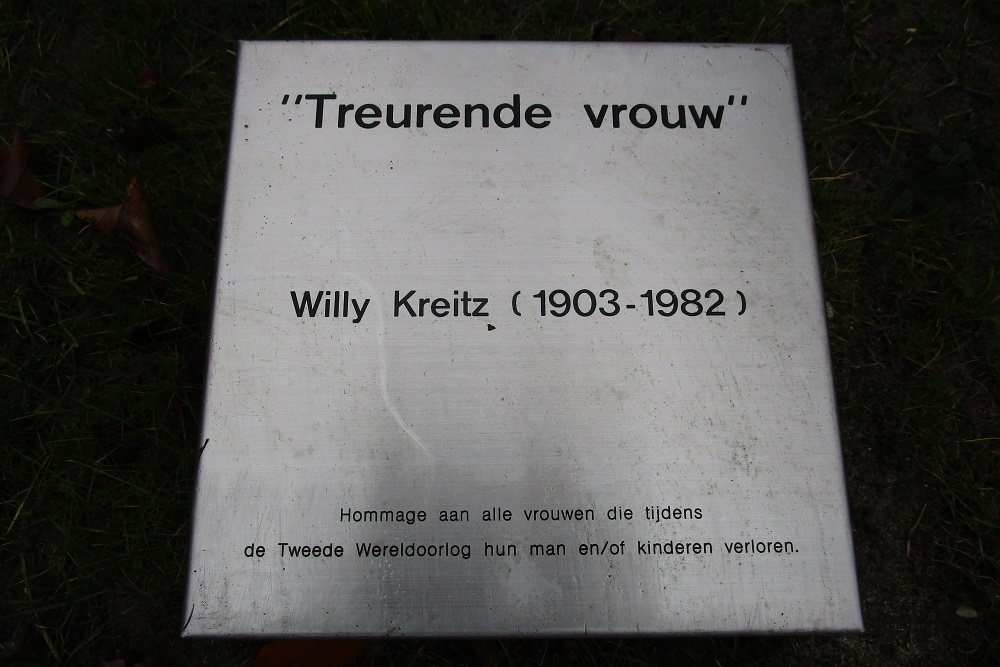 "Treurende vrouw"
Willy Kreitz (1903-1982)
Hommage aan alle vrouwen die tijdens
de Tweede Wereldoorlog hun man en/of kinderen verloren.